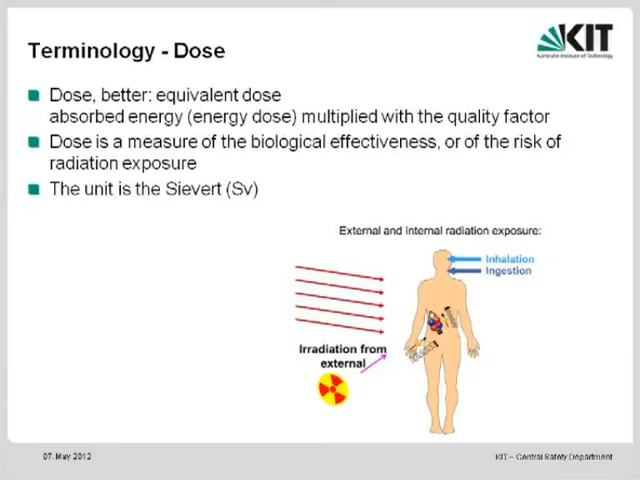 Terminology - Dose
KIT
Karlsruhe Institute of Technology
Dose, better: equivalent dose
absorbed energy (energy dose) multiplied with the quality factor
Dose is a measure of the biological effectiveness, or of the risk of
radiation exposure
The unit is the Sievert (Sv)
External and internal radiation exposure:
Inhalation
Ingestion
Irradiation from
external
07. May 2012
KIT – Central Safety Department